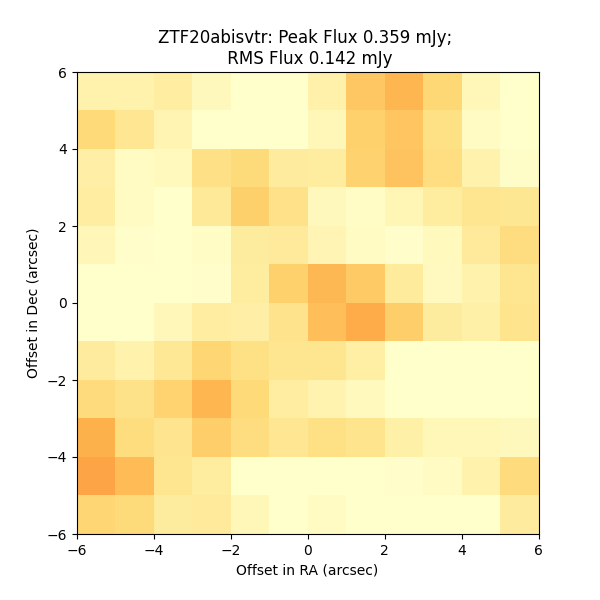 ZTF20abisvtr: Peak Flux 0.359 mJy;
RMS Flux 0.142 mJy
6
4
2
0
−2
−4
−6
Offset in Dec (arcsec)
−6 −4 −2 0 2 4 6
Offset in RA (arcsec)